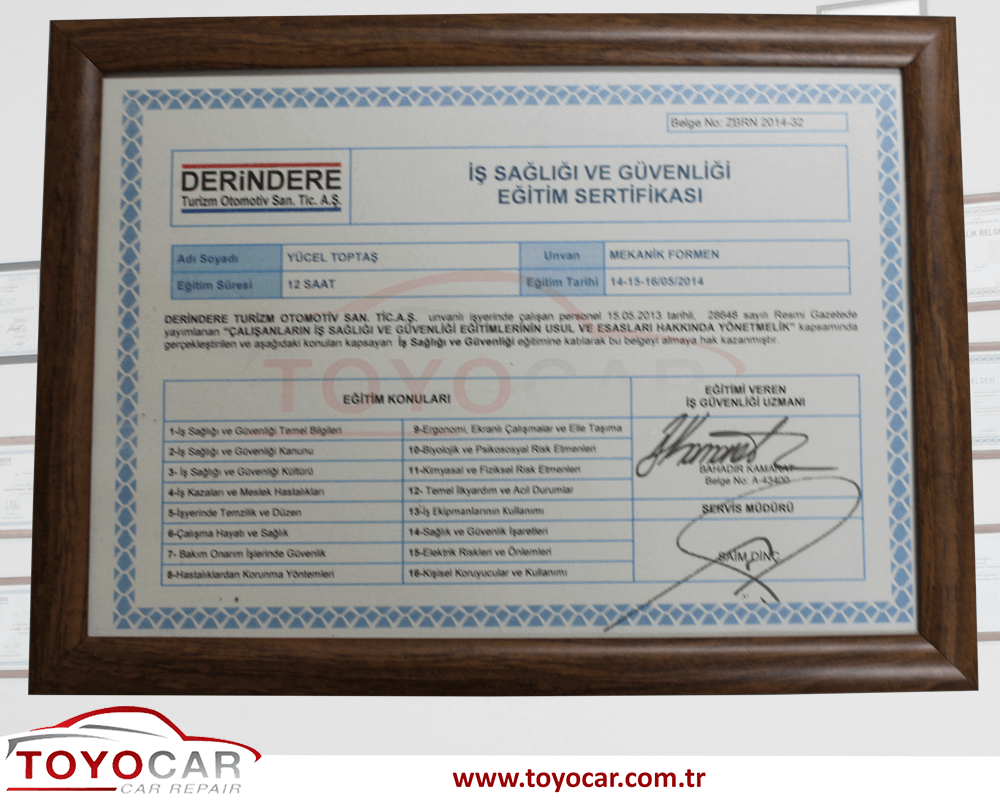 Belge No: ZBRN 2014-32
DERİNDERE
Turizm Otomotiv San. Tic. A.Ş.
İŞ SAĞLIĞI VE GÜVENLİĞİ
EĞİTİM SERTİFİKASI
Adı Soyadı YÜCEL TOPTAŞ Unvan MEKANİK FORMEN
Eğitim Süresi 12 SAAT Eğitim Tarihi 14-15-16/05/2014
DERİNDERE TURİZM OTOMOTİV SAN. TİC.A.Ş. unvanlı işyerinde çalışan personel 15.05.2013 tarihli, 28648 sayılı Resmi Gazetede
yayımlanan "ÇALIŞANLARIN İŞ SAĞLIĞI VE GÜVENLİĞİ EĞİTİMLERİNİN USUL VE ESASLARI HAKKINDA YÖNETMELİK" kapsamında
gerçekleştirilen ve aşağıdaki konuları kapsayan İş Sağlığı ve Güvenliği eğitimine katılarak bu belgeyi almaya hak kazanmıştır.
TOYOCAR
EĞİTİM KONULARI
1-İş Sağlığı ve Güvenliği Temel Bilgileri
2-İş Sağlığı ve Güvenliği Kanunu
3- İş Sağlığı ve Güvenliği Kültürü
4-İş Kazaları ve Meslek Hastalıkları
5-İşyerinde Temzilik ve Düzen
6-Çalışma Hayatı ve Sağlık
7- Bakım Onarım İşlerinde Güvenlik
8-Hastalıklardan Korunma Yöntemleri
9-Ergonomi, Ekranlı Çalışmalar ve Elle Taşıma
10-Biyolojik ve Psikososyal Risk Etmenleri
11-Kimyasal ve Fiziksel Risk Etmenleri
12- Temel İlkyardım ve Acil Durumlar
13-İş Ekipmanlarının Kullanımı
14-Sağlık ve Güvenlik İşaretleri
15-Elektrik Riskleri ve Önlemleri
16-Kişisel Koruyucular ve Kullanımı
EĞİTİMİ VEREN
İŞ GÜVENLİĞİ UZMANI
BAHADIR KAMANAT
Belge No: A-43400
SERVİS MÜDÜRÜ
SAİM DİNÇ
TOYOCAR
CAR REPAIR
www.toyocar.com.tr